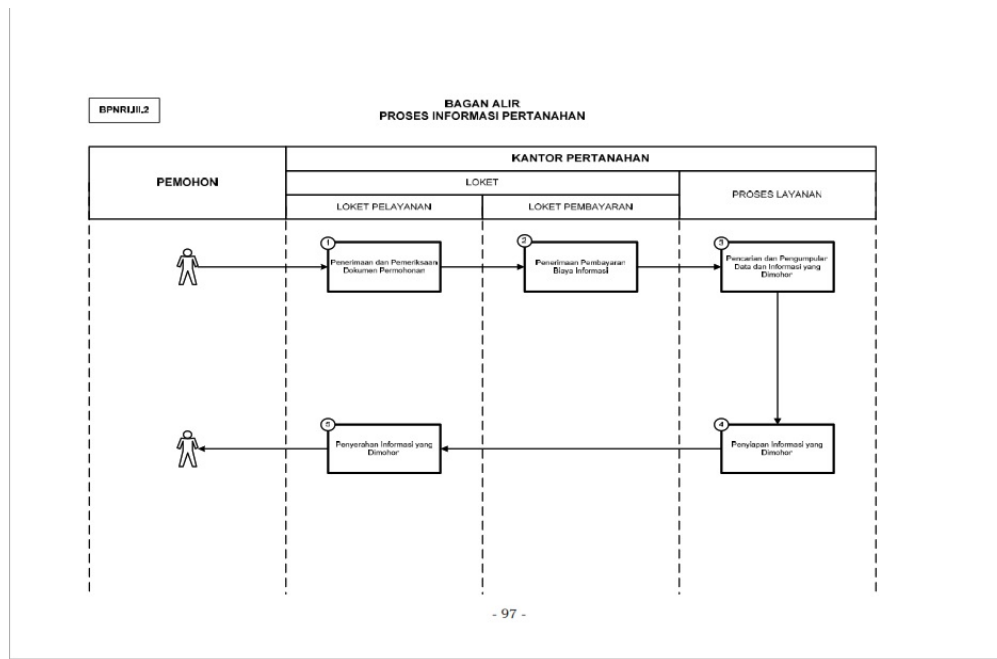 BPNRI.III.2
BAGAN ALIR
PROSES INFORMASI PERTANAHAN
PEMOHON
KANTOR PERTANAHAN
LOKET
LOKET PELAYANAN
LOKET PEMBAYARAN
PROSES LAYANAN
1
Penerimaan dan Pemeriksaan
Dokumen Permohonan
2
Penerimaan Pembayaran
Biaya Informasi
3
Pencarian dan Pengumpulan
Data dan Informasi yang
Dimohon
5
Penyerahan Informasi yang
Dimohon
4
Penyiapan Informasi yang
Dimohon
- 97 -